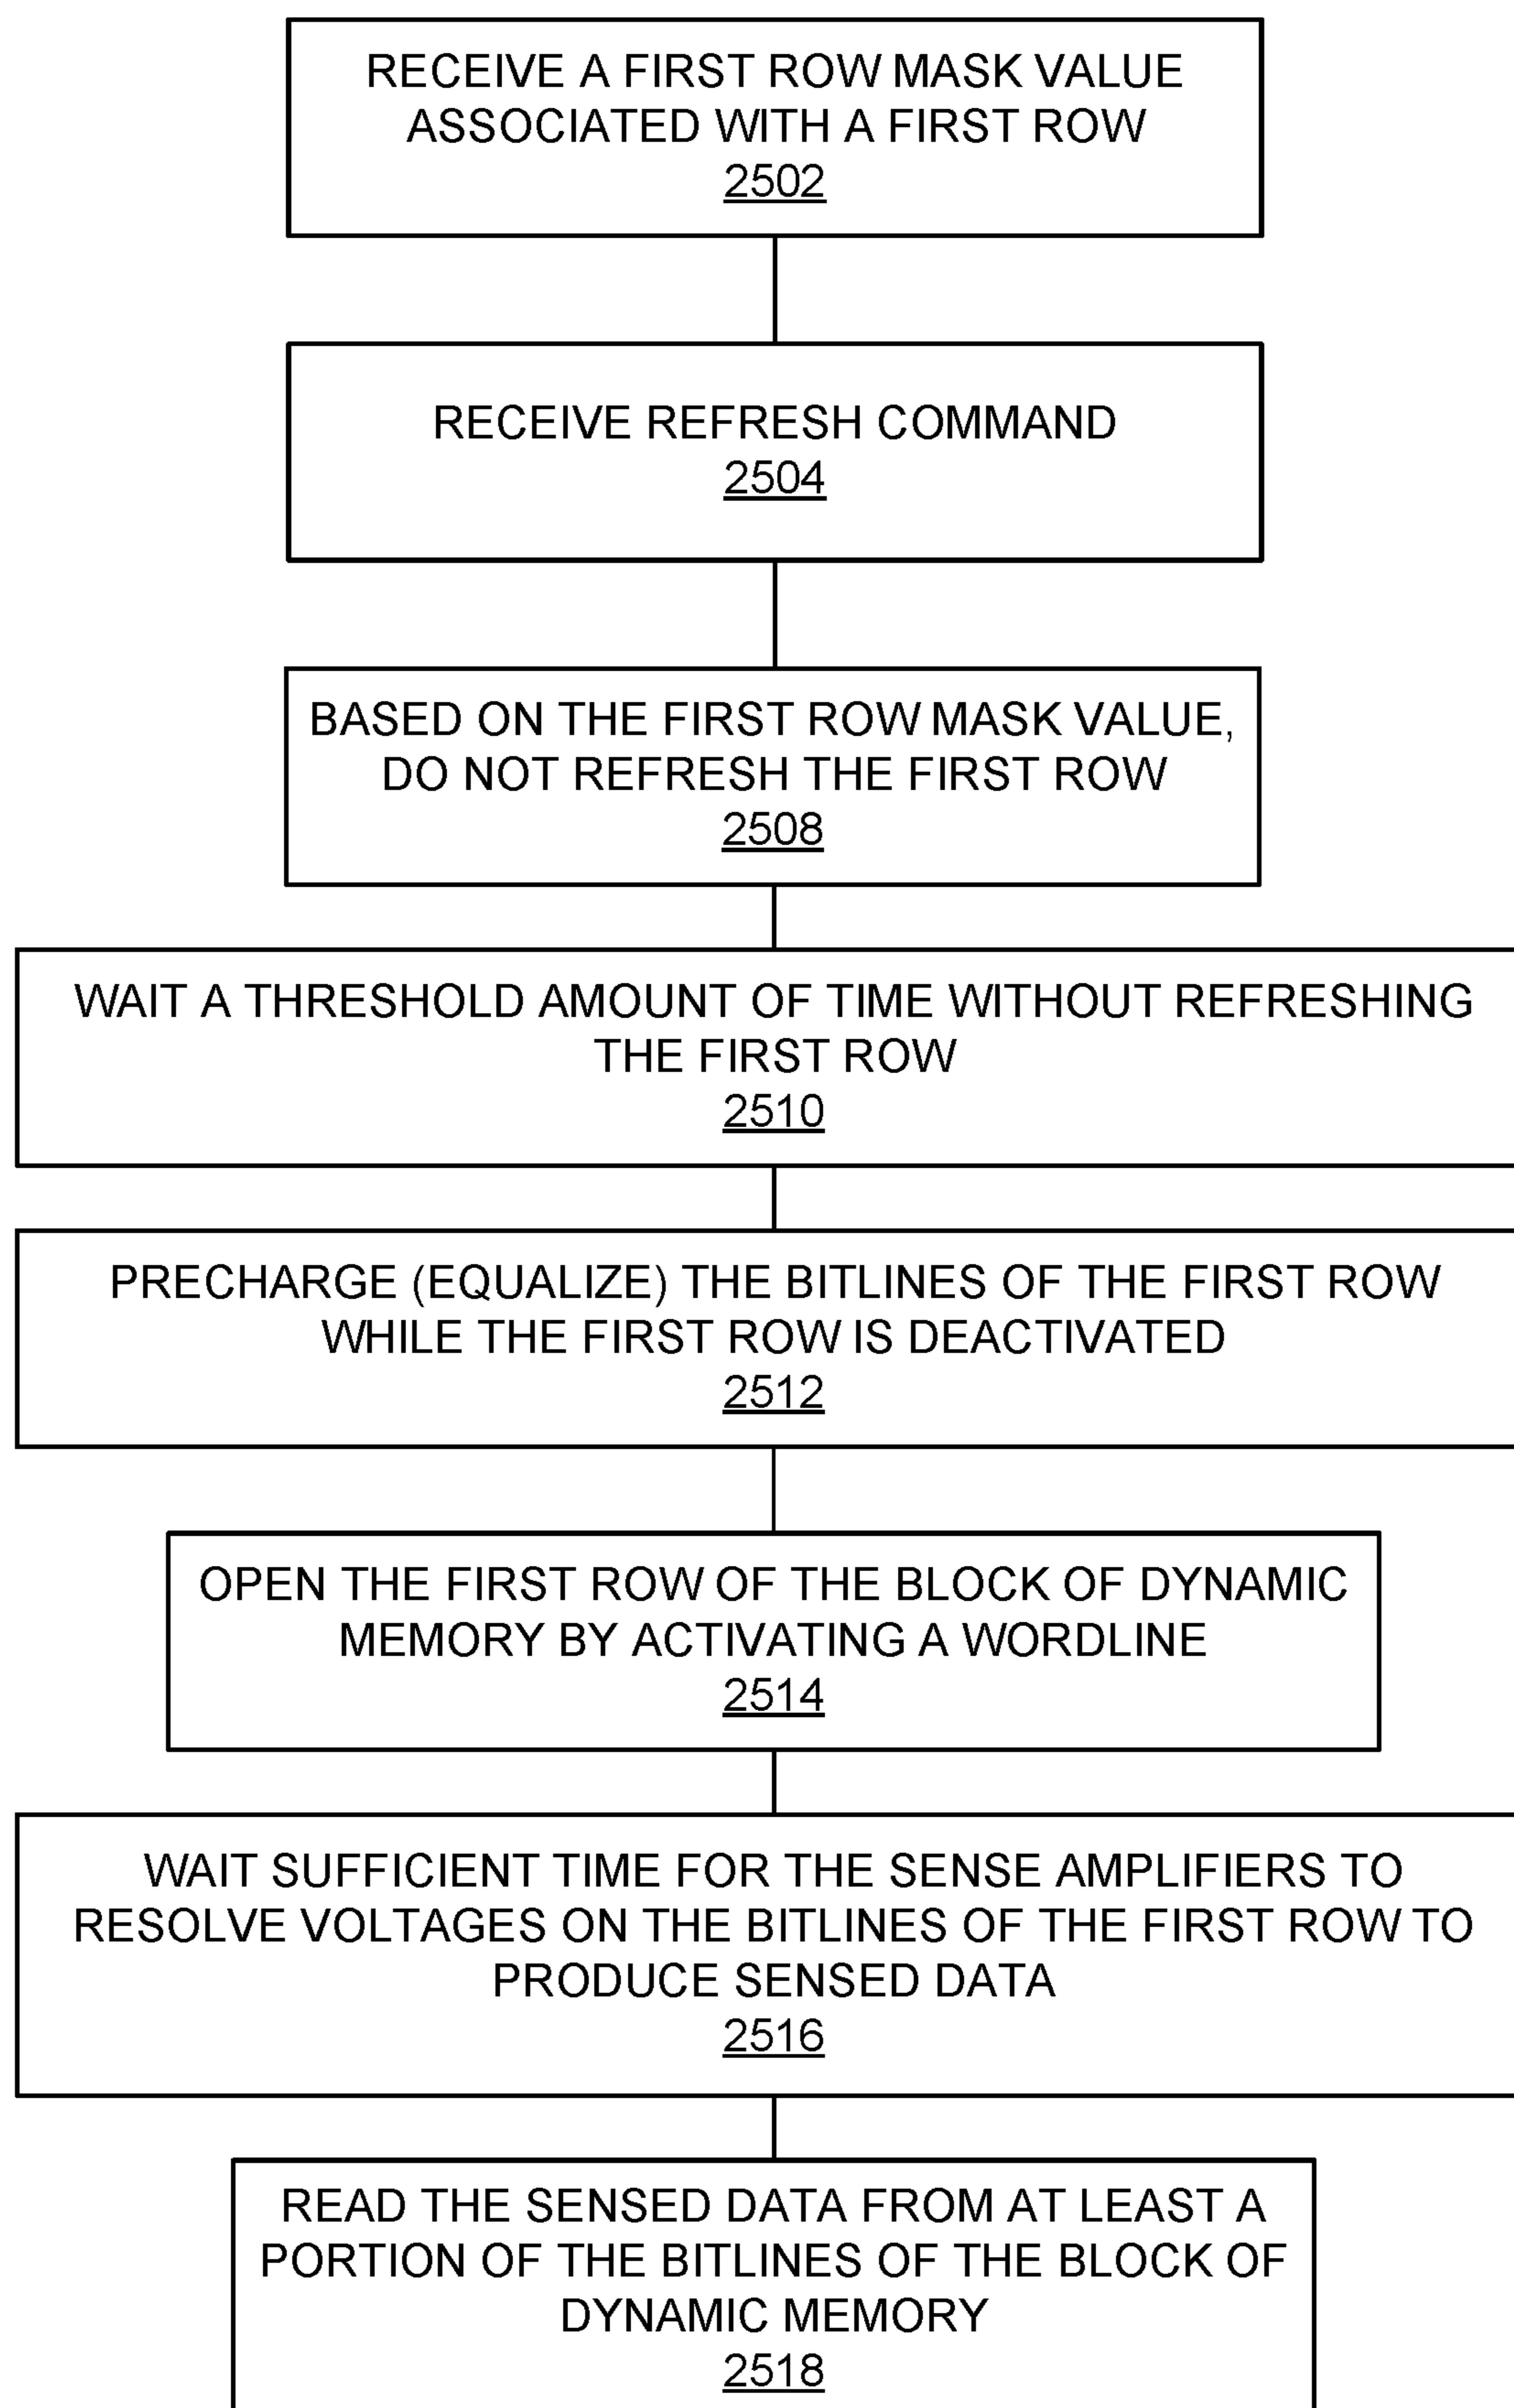 RECEIVE A FIRST ROW MASK VALUE
ASSOCIATED WITH A FIRST ROW
2502
RECEIVE REFRESH COMMAND
2504
BASED ON THE FIRST ROW MASK VALUE,
DO NOT REFRESH THE FIRST ROW
2508
WAIT A THRESHOLD AMOUNT OF TIME WITHOUT REFRESHING
THE FIRST ROW
2510
PRECHARGE (EQUALIZE) THE BITLINES OF THE FIRST ROW
WHILE THE FIRST ROW IS DEACTIVATED
2512
OPEN THE FIRST ROW OF THE BLOCK OF DYNAMIC
MEMORY BY ACTIVATING A WORDLINE
2514
WAIT SUFFICIENT TIME FOR THE SENSE AMPLIFIERS TO
RESOLVE VOLTAGES ON THE BITLINES OF THE FIRST ROW TO
PRODUCE SENSED DATA
2516
READ THE SENSED DATA FROM AT LEAST A
PORTION OF THE BITLINES OF THE BLOCK OF
DYNAMIC MEMORY
2518